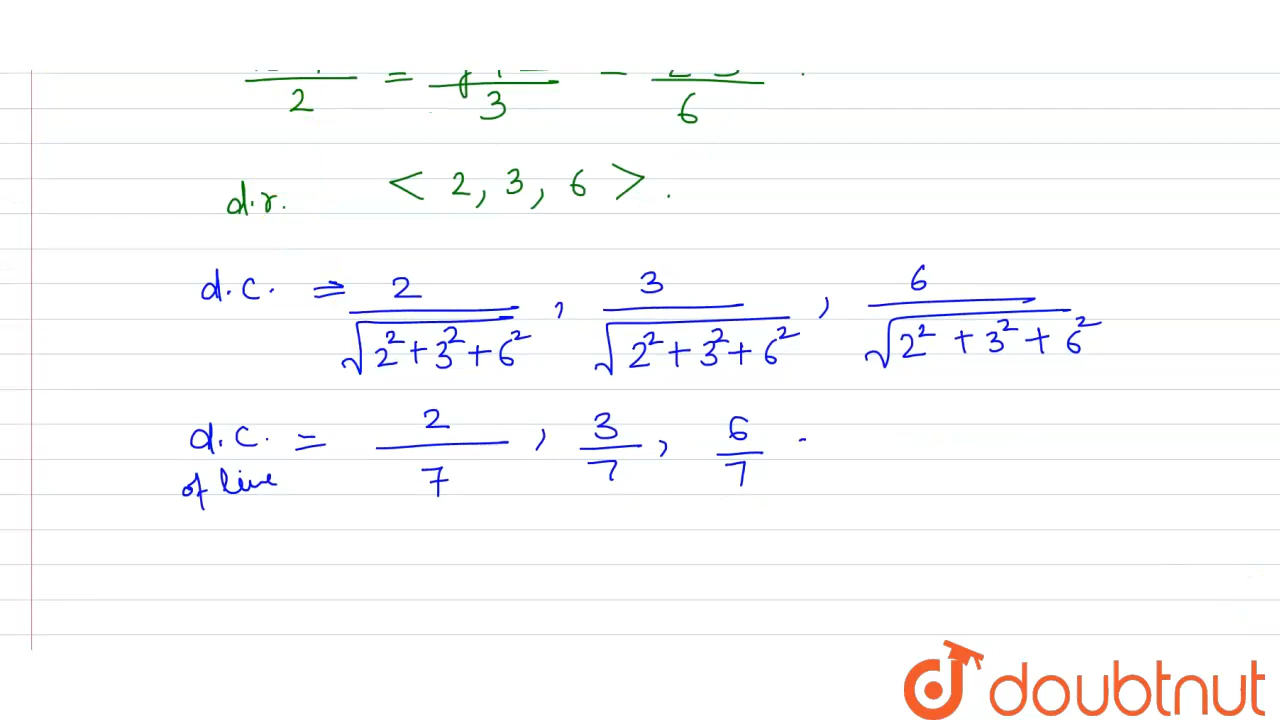 2 = 3 – 6
d.r. < 2, 3, 6 > .
d.c. = 2/√(2²+3²+6²) , 3/√(2²+3²+6²) , 6/√(2²+3²+6²)
d.c. = 2/7 , 3/7 , 6/7
of line
doubtnut